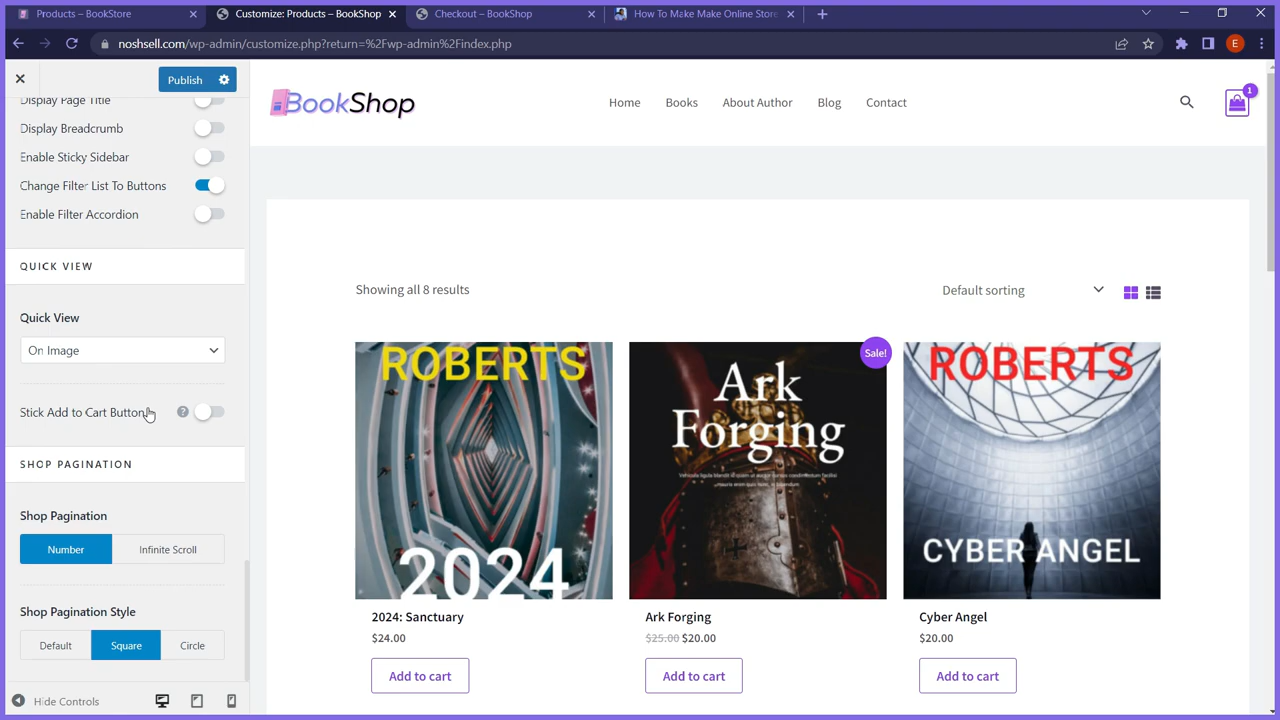 Products – BookStore
Customize: Products – BookShop
Checkout – BookShop
How To Make Make Online Store
noshsell.com/wp-admin/customize.php?return=%2Fwp-admin%2Findex.php
E
Publish
Display Page Title
Display Breadcrumb
Enable Sticky Sidebar
Change Filter List To Buttons
Enable Filter Accordion
QUICK VIEW
Quick View
On Image
Stick Add to Cart Button
?
SHOP PAGINATION
Shop Pagination
Number
Infinite Scroll
Shop Pagination Style
Default
Square
Circle
Hide Controls
BookShop
Home
Books
About Author
Blog
Contact
1
Showing all 8 results
Default sorting
ROBERTS
2024
2024: Sanctuary
$24.00
Add to cart
Sale!
Ark
Forging
Ark Forging
$25.00 $20.00
Add to cart
ROBERTS
CYBER ANGEL
Cyber Angel
$20.00
Add to cart